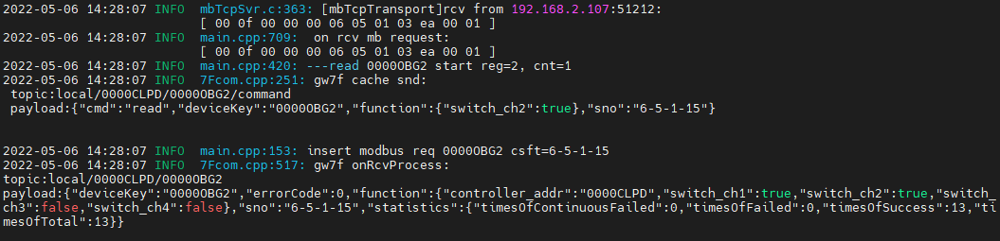 2022-05-06 14:28:07 INFO  mbTcpSvr.c:363: [mbTcpTransport]rcv from 192.168.2.107:51212:
[ 00 0f 00 00 00 06 05 01 03 ea 00 01 ]
2022-05-06 14:28:07 INFO  main.cpp:709:  on rcv mb request:
[ 00 0f 00 00 00 06 05 01 03 ea 00 01 ]
2022-05-06 14:28:07 INFO  main.cpp:420: ---read 0000OBG2 start reg=2, cnt=1
2022-05-06 14:28:07 INFO  7Fcom.cpp:251: gw7f cache snd:
topic:local/0000CLPD/0000OBG2/command
payload:{"cmd":"read","deviceKey":"0000OBG2","function":{"switch_ch2":true},"sno":"6-5-1-15"}
2022-05-06 14:28:07 INFO  main.cpp:153: insert modbus req 0000OBG2 csft=6-5-1-15
2022-05-06 14:28:07 INFO  7Fcom.cpp:517: gw7f onRcvProcess:
topic:local/0000CLPD/0000OBG2
payload:{"deviceKey":"0000OBG2","errorCode":0,"function":{"controller_addr":"0000CLPD","switch_ch1":true,"switch_ch2":true,"switch_
ch3":false,"switch_ch4":false},"sno":"6-5-1-15","statistics":{"timesOfContinuousFailed":0,"timesOfFailed":0,"timesOfSuccess":13,"ti
mesOfTotal":13}}